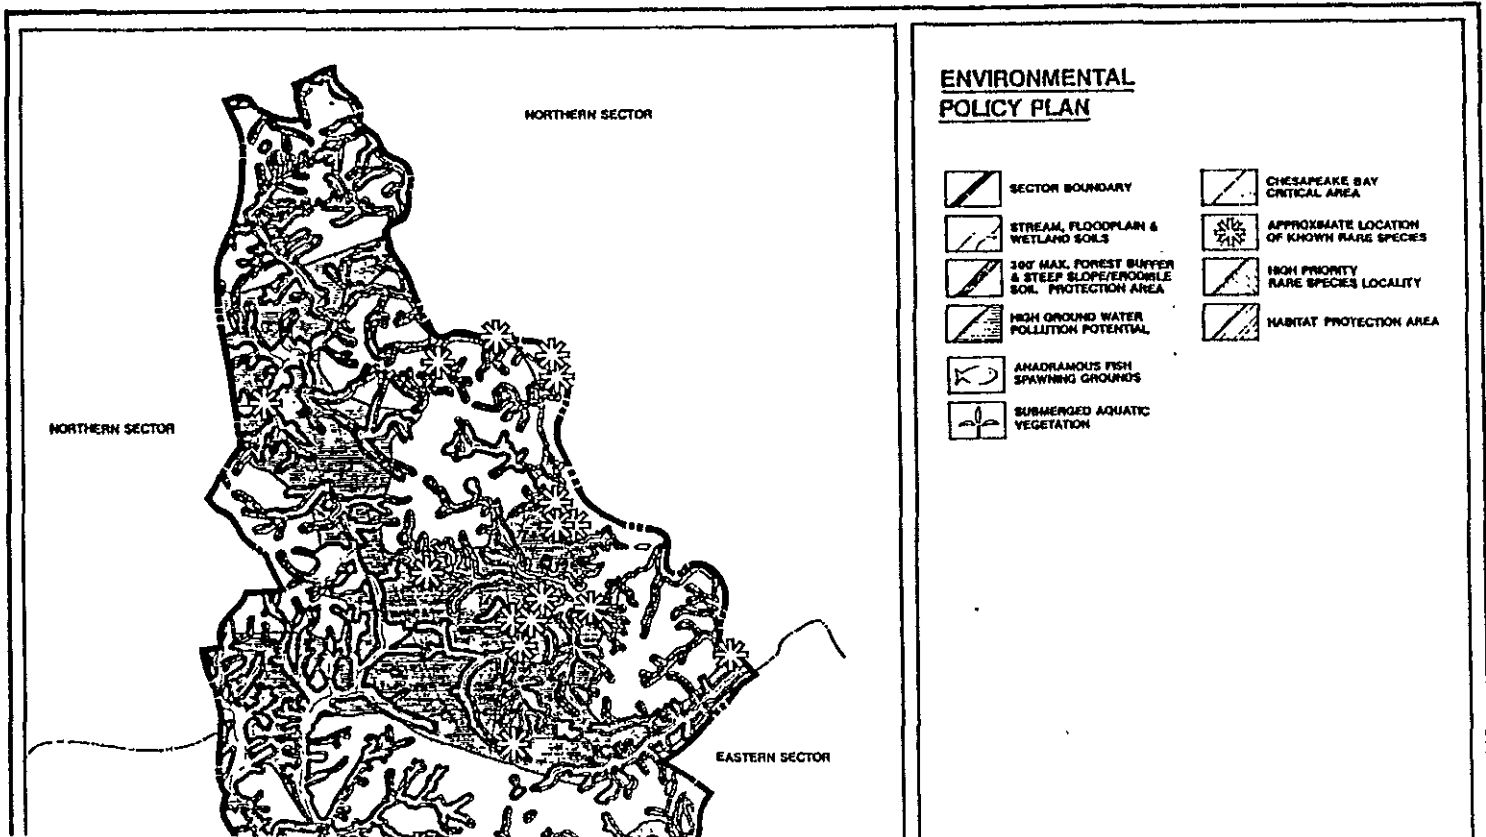 NORTHERN SECTOR
NORTHERN SECTOR
EASTERN SECTOR
ENVIRONMENTAL
POLICY PLAN
SECTOR BOUNDARY
STREAM, FLOODPLAIN &
WETLAND SOILS
300' MAX. FOREST BUFFER
& STEEP SLOPE/ERODIBLE
SOIL PROTECTION AREA
HIGH GROUND WATER
POLLUTION POTENTIAL
ANADRAMOUS FISH
SPAWNING GROUNDS
SUBMERGED AQUATIC
VEGETATION
CHESAPEAKE BAY
CRITICAL AREA
APPROXIMATE LOCATION
OF KNOWN RARE SPECIES
HIGH PRIORITY
RARE SPECIES LOCALITY
HABITAT PROTECTION AREA